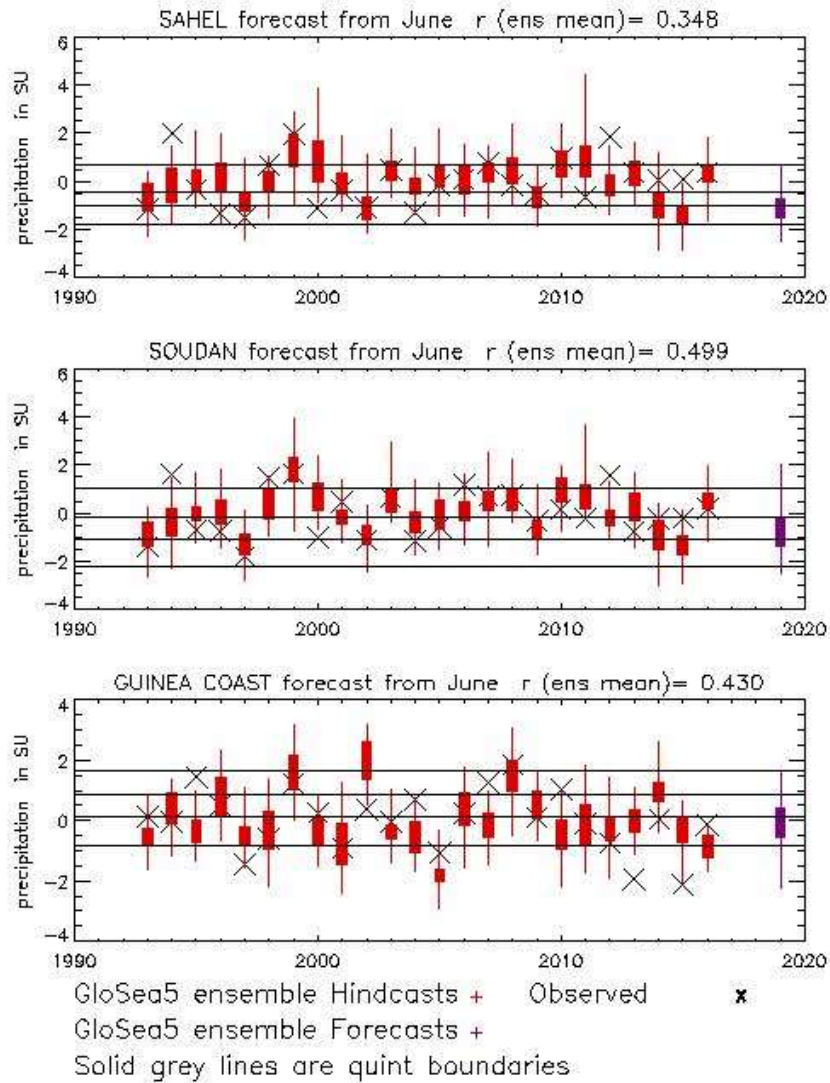 SAHEL forecast from June r (ens mean)= 0.348
precipitation in SU
6
4
2
0
−2
−4
1990 2000 2010 2020
SOUDAN forecast from June r (ens mean)= 0.499
precipitation in SU
6
4
2
0
−2
−4
1990 2000 2010 2020
GUINEA COAST forecast from June r (ens mean)= 0.430
precipitation in SU
4
2
0
−2
−4
1990 2000 2010 2020
GloSea5 ensemble Hindcasts + Observed x
GloSea5 ensemble Forecasts +
Solid grey lines are quint boundaries